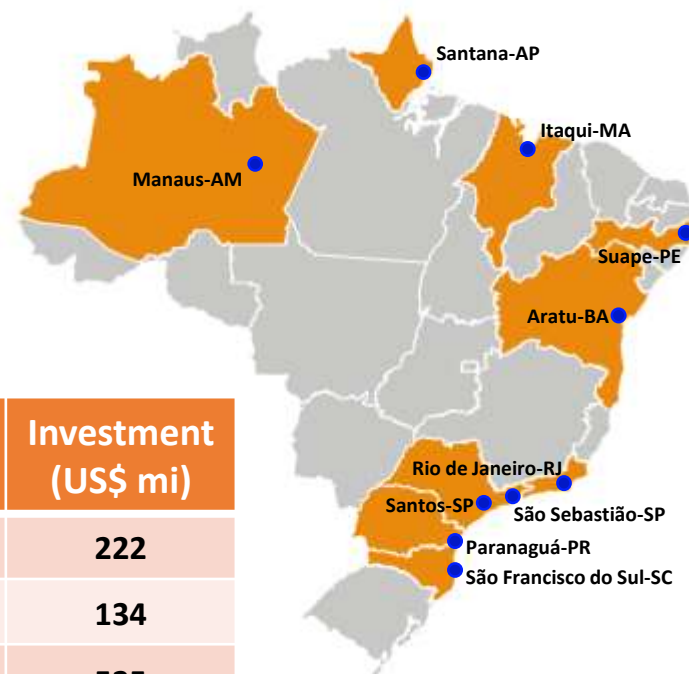 Santana-AP
Itaqui-MA
Manaus-AM
Suape-PE
Aratu-BA
Investment
(US$ mi)
Rio de Janeiro-RJ
Santos-SP
São Sebastião-SP
222
Paranaguá-PR
São Francisco do Sul-SC
134